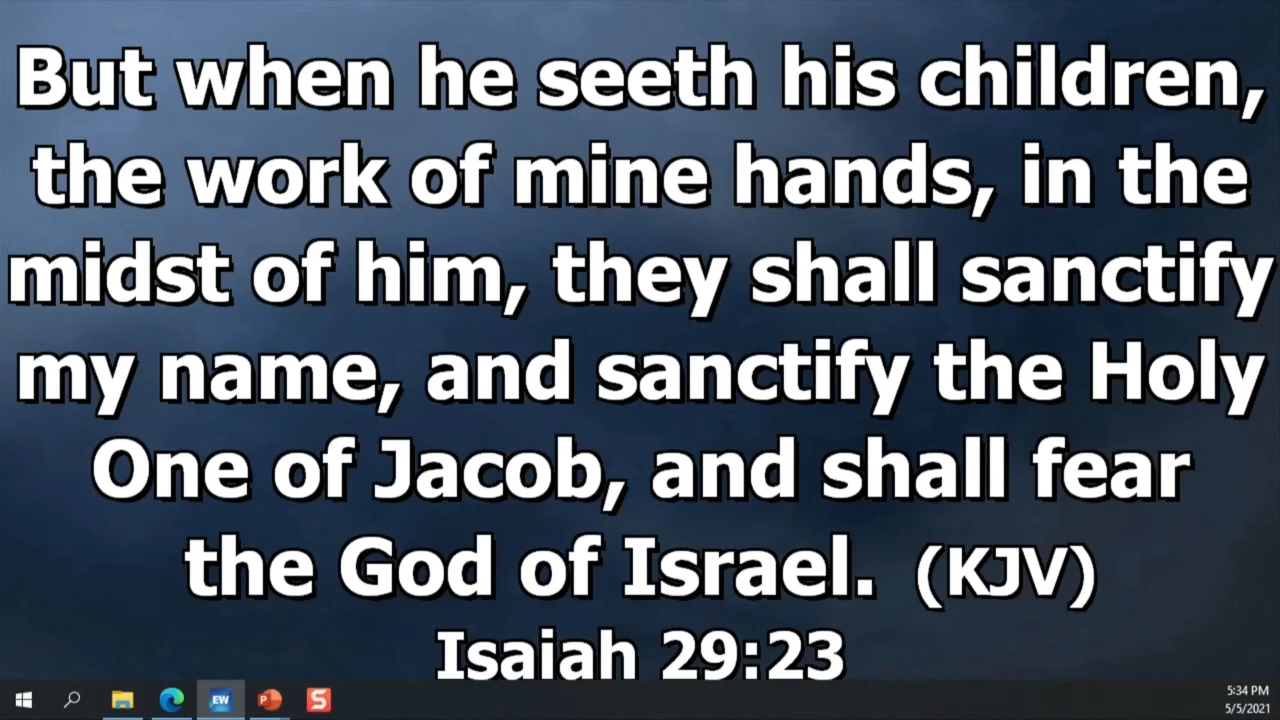 But when he seeth his children,
the work of mine hands, in the
midst of him, they shall sanctify
my name, and sanctify the Holy
One of Jacob, and shall fear
the God of Israel. (KJV)
Isaiah 29:23
EW
P
S
5:34 PM
5/5/2021